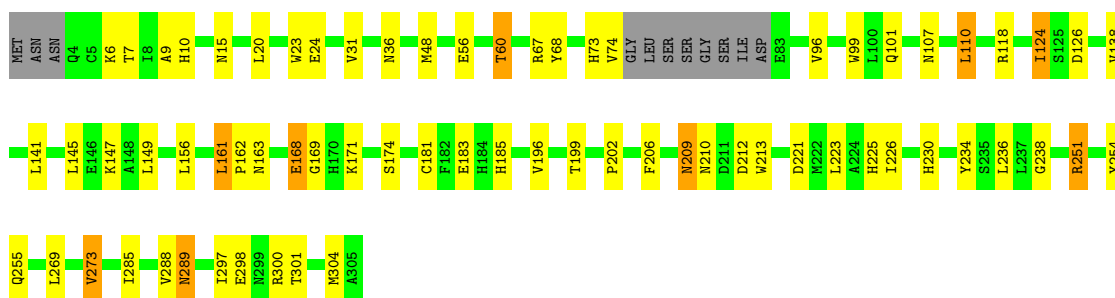 MET ASN ASN Q4 C5 K6 T7 I8 A9 H10 N15 L20 W23 E24 V31 N36 M48 E56 T60 R67 Y68 H73 V74 GLY LEU SER SER GLY SER ILE ASP E83 V96 W99 L100 Q101 N107 L110 R118 I124 S125 D126 V138
L141 L145 E146 K147 A148 L149 L156 L161 P162 N163 E168 G169 H170 K171 S174 C181 F182 E183 H184 H185 V196 T199 P202 F206 N209 N210 D211 D212 W213 D221 M222 L223 A224 H225 I226 H230 Y234 S235 L236 L237 G238 R251 Y254
Q255 L269 V273 I285 V288 N289 I297 E298 N299 R300 T301 M304 A305